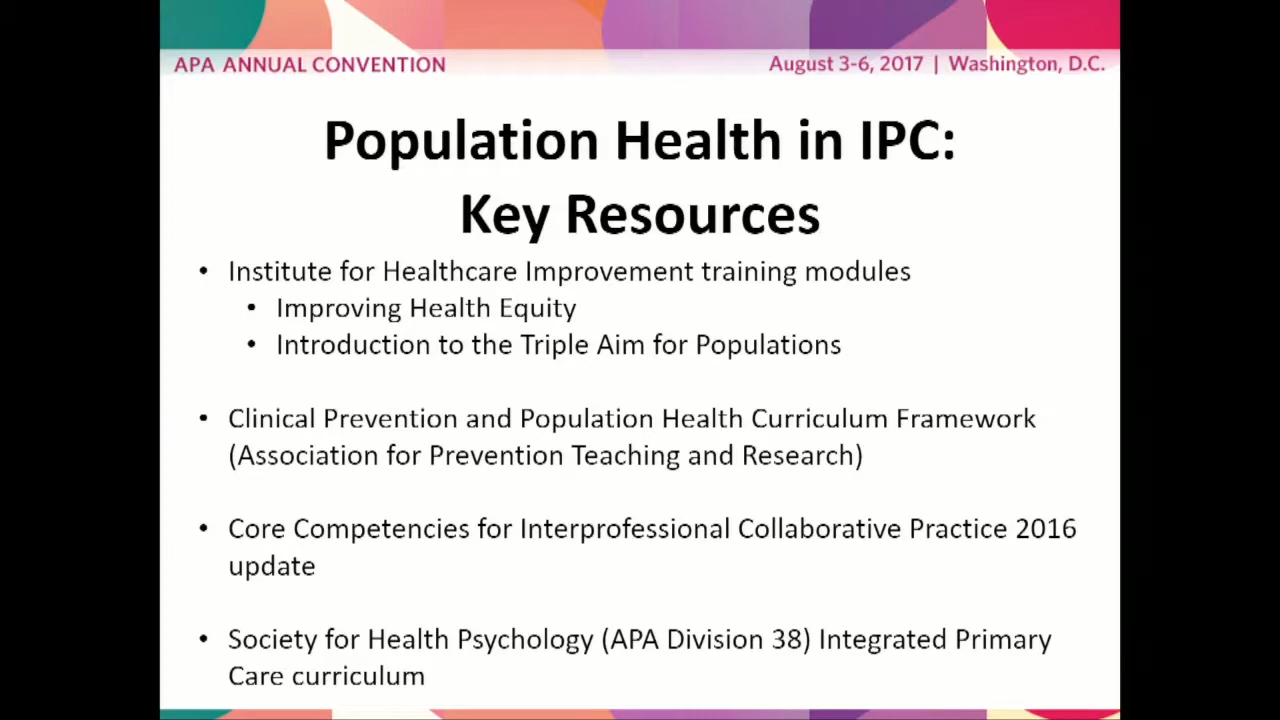 APA ANNUAL CONVENTION
August 3-6, 2017 | Washington, D.C.
Population Health in IPC:
Key Resources
• Institute for Healthcare Improvement training modules
• Improving Health Equity
• Introduction to the Triple Aim for Populations
• Clinical Prevention and Population Health Curriculum Framework
(Association for Prevention Teaching and Research)
• Core Competencies for Interprofessional Collaborative Practice 2016
update
• Society for Health Psychology (APA Division 38) Integrated Primary
Care curriculum